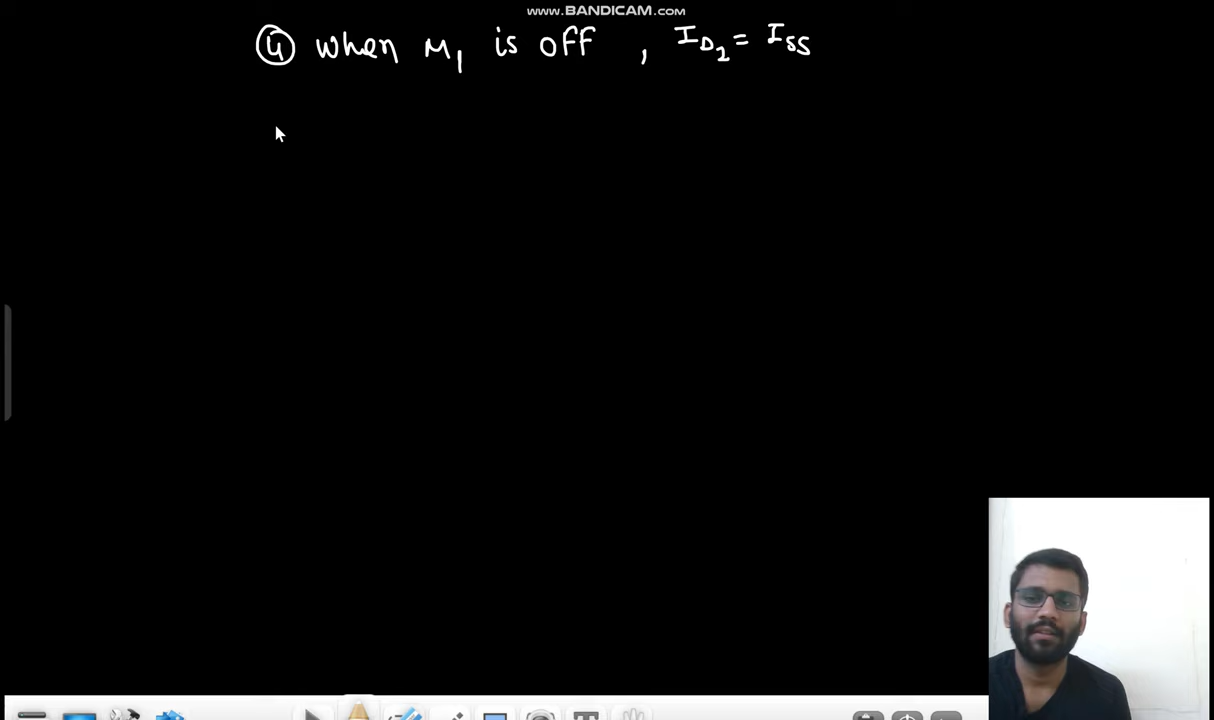 WWW.BANDICAM.COM
④ when M₁ is off , I_D₂ = I_SS